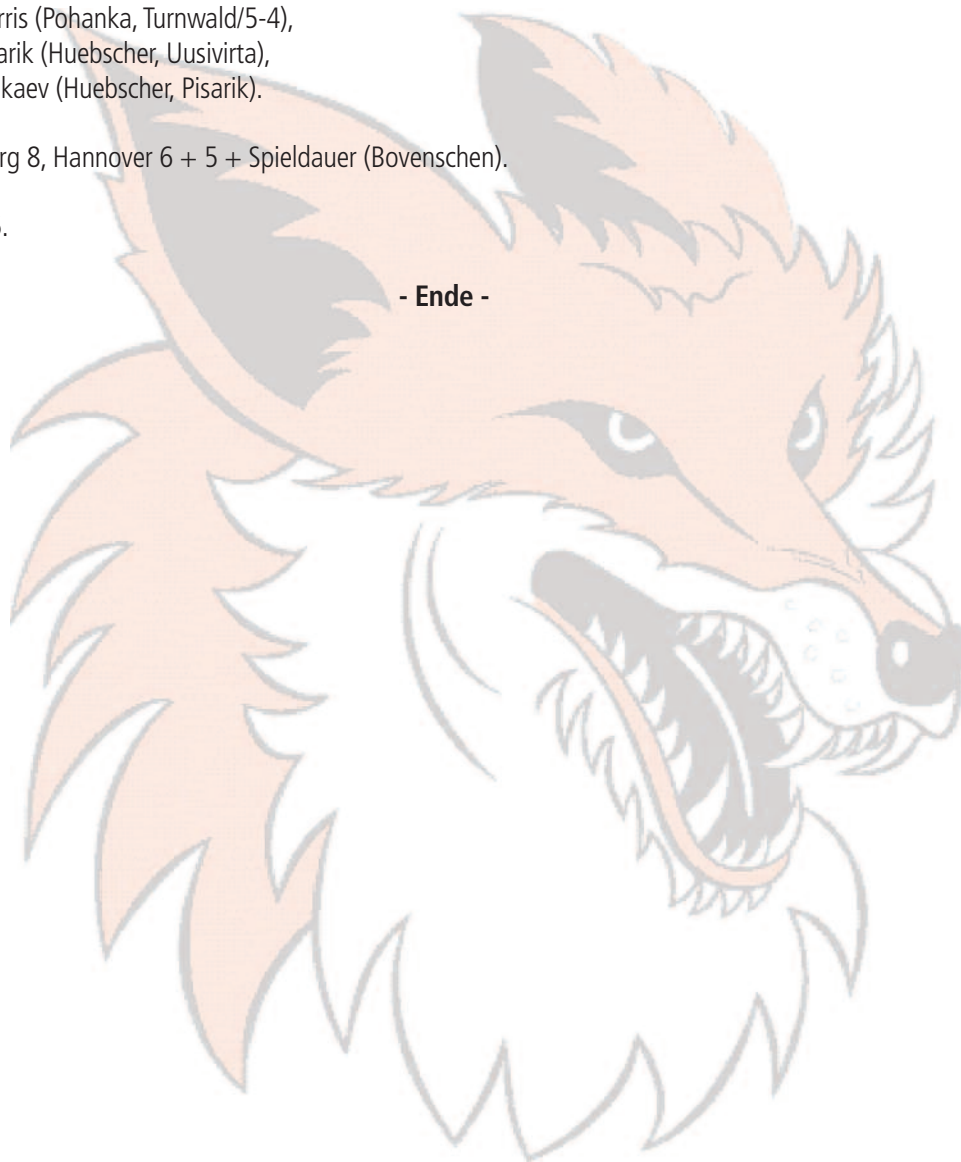 rris (Pohanka, Turnwald/5-4),
arik (Huebscher, Uusivirta),
kaev (Huebscher, Pisarik).
rg 8, Hannover 6 + 5 + Spieldauer (Bovenschen).
- Ende -